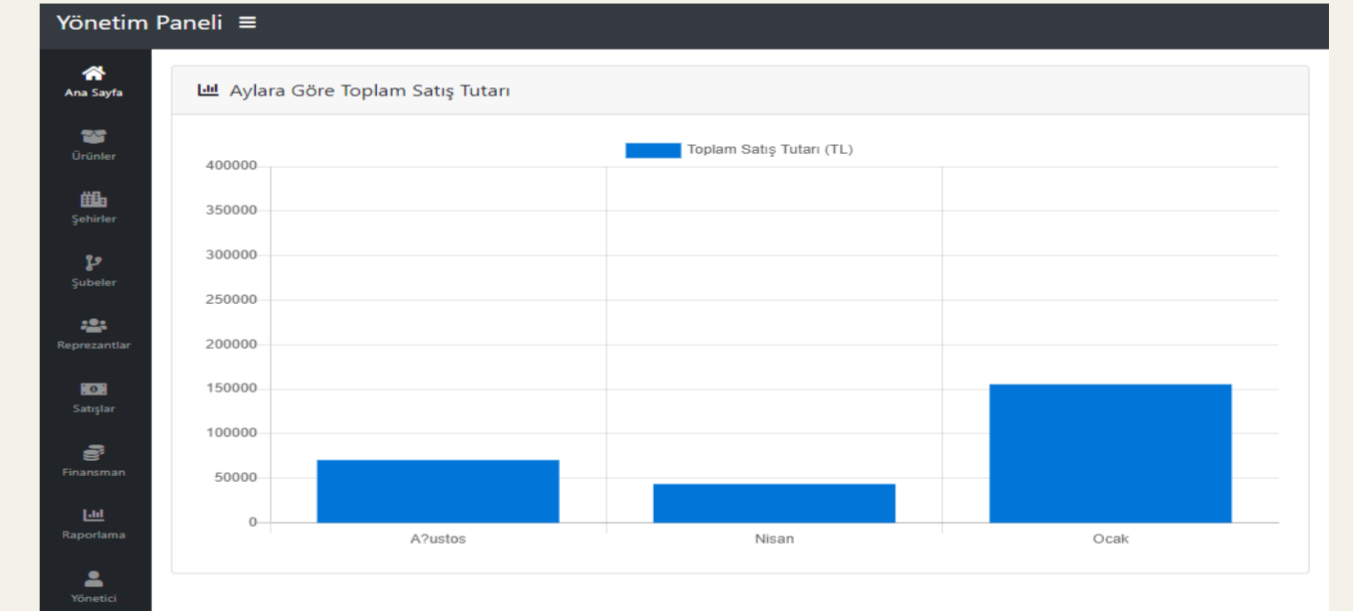 Yönetim Paneli
Ana Sayfa
Ürünler
Şehirler
Şubeler
Reprezantlar
Satışlar
Finansman
Raporlama
Yönetici
Aylara Göre Toplam Satış Tutarı
Toplam Satış Tutarı (TL)
400000
350000
300000
250000
200000
150000
100000
50000
0
A?ustos Nisan Ocak